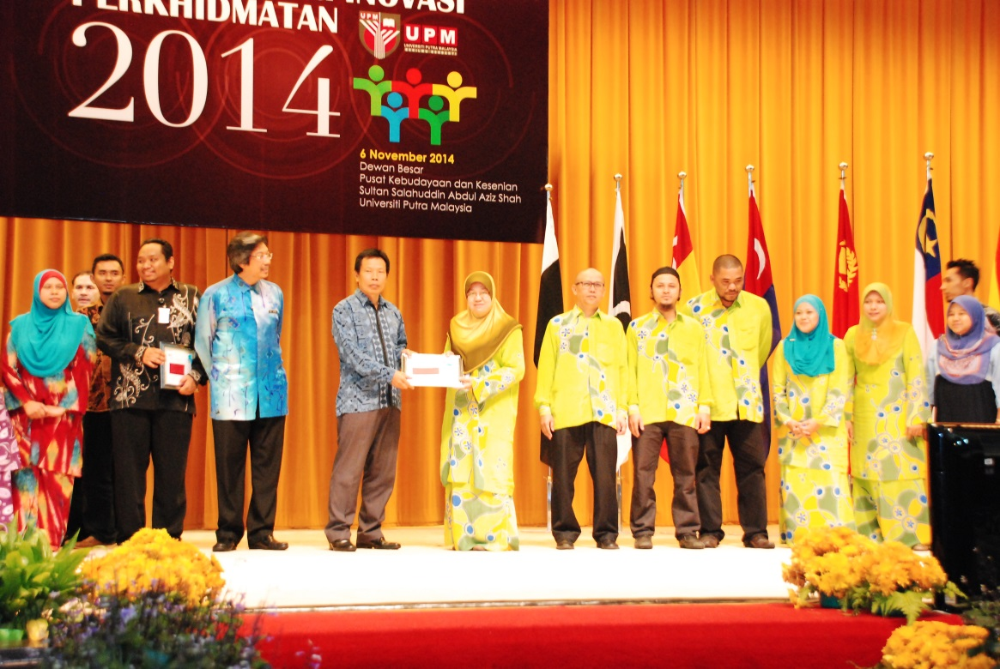 INOVASI
PERKHIDMATAN
2014
UPM
UPM
UNIVERSITI PUTRA MALAYSIA
BERILMU BERBAKTI
6 November 2014
Dewan Besar
Pusat Kebudayaan dan Kesenian
Sultan Salahuddin Abdul Aziz Shah
Universiti Putra Malaysia